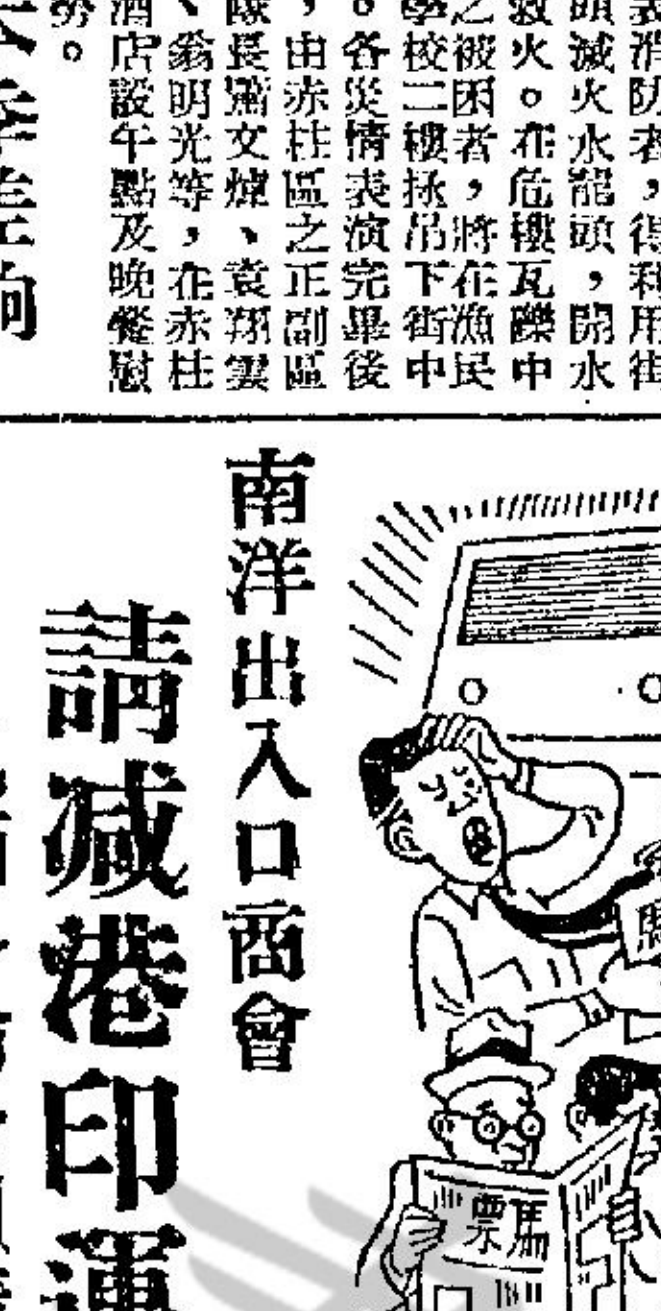 義消防者，得利用街
頭滅火水龍頭，開水
救火。在危樓瓦礫中
之被困者，將在漁民
學校二樓拯吊下街中
。各災情表演完畢後
，由赤柱區之正副區
隊長蕭文煒、袁翔雲
、翁明光等，在赤柱
酒店設午點及晚餐慰
勞。
南洋出入口商會
請減港印運
馬票